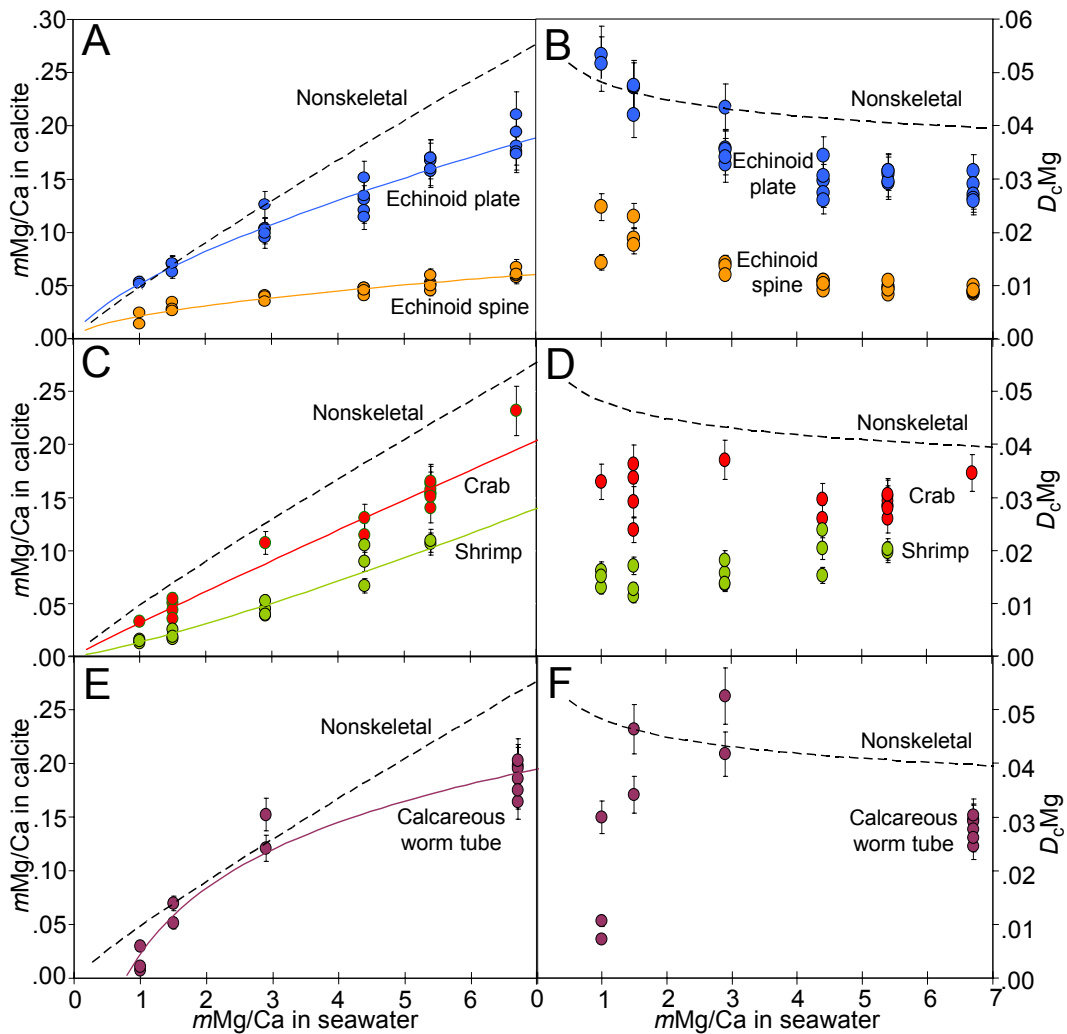 A
.30
.25
.20
.15
.10
.05
.00
mMg/Ca in calcite
Nonskeletal
Echinoid plate
Echinoid spine
B
Nonskeletal
Echinoid
plate
Echinoid
spine
.06
.05
.04
.03
.02
.01
.00
DcMg
C
.25
.20
.15
.10
.05
.00
mMg/Ca in calcite
Nonskeletal
Crab
Shrimp
D
Nonskeletal
Crab
Shrimp
.05
.04
.03
.02
.01
.00
DcMg
E
.25
.20
.15
.10
.05
.00
mMg/Ca in calcite
Nonskeletal
Calcareous
worm tube
0 1 2 3 4 5 6
mMg/Ca in seawater
F
Nonskeletal
Calcareous
worm tube
.05
.04
.03
.02
.01
.00
DcMg
0 1 2 3 4 5 6 7
mMg/Ca in seawater